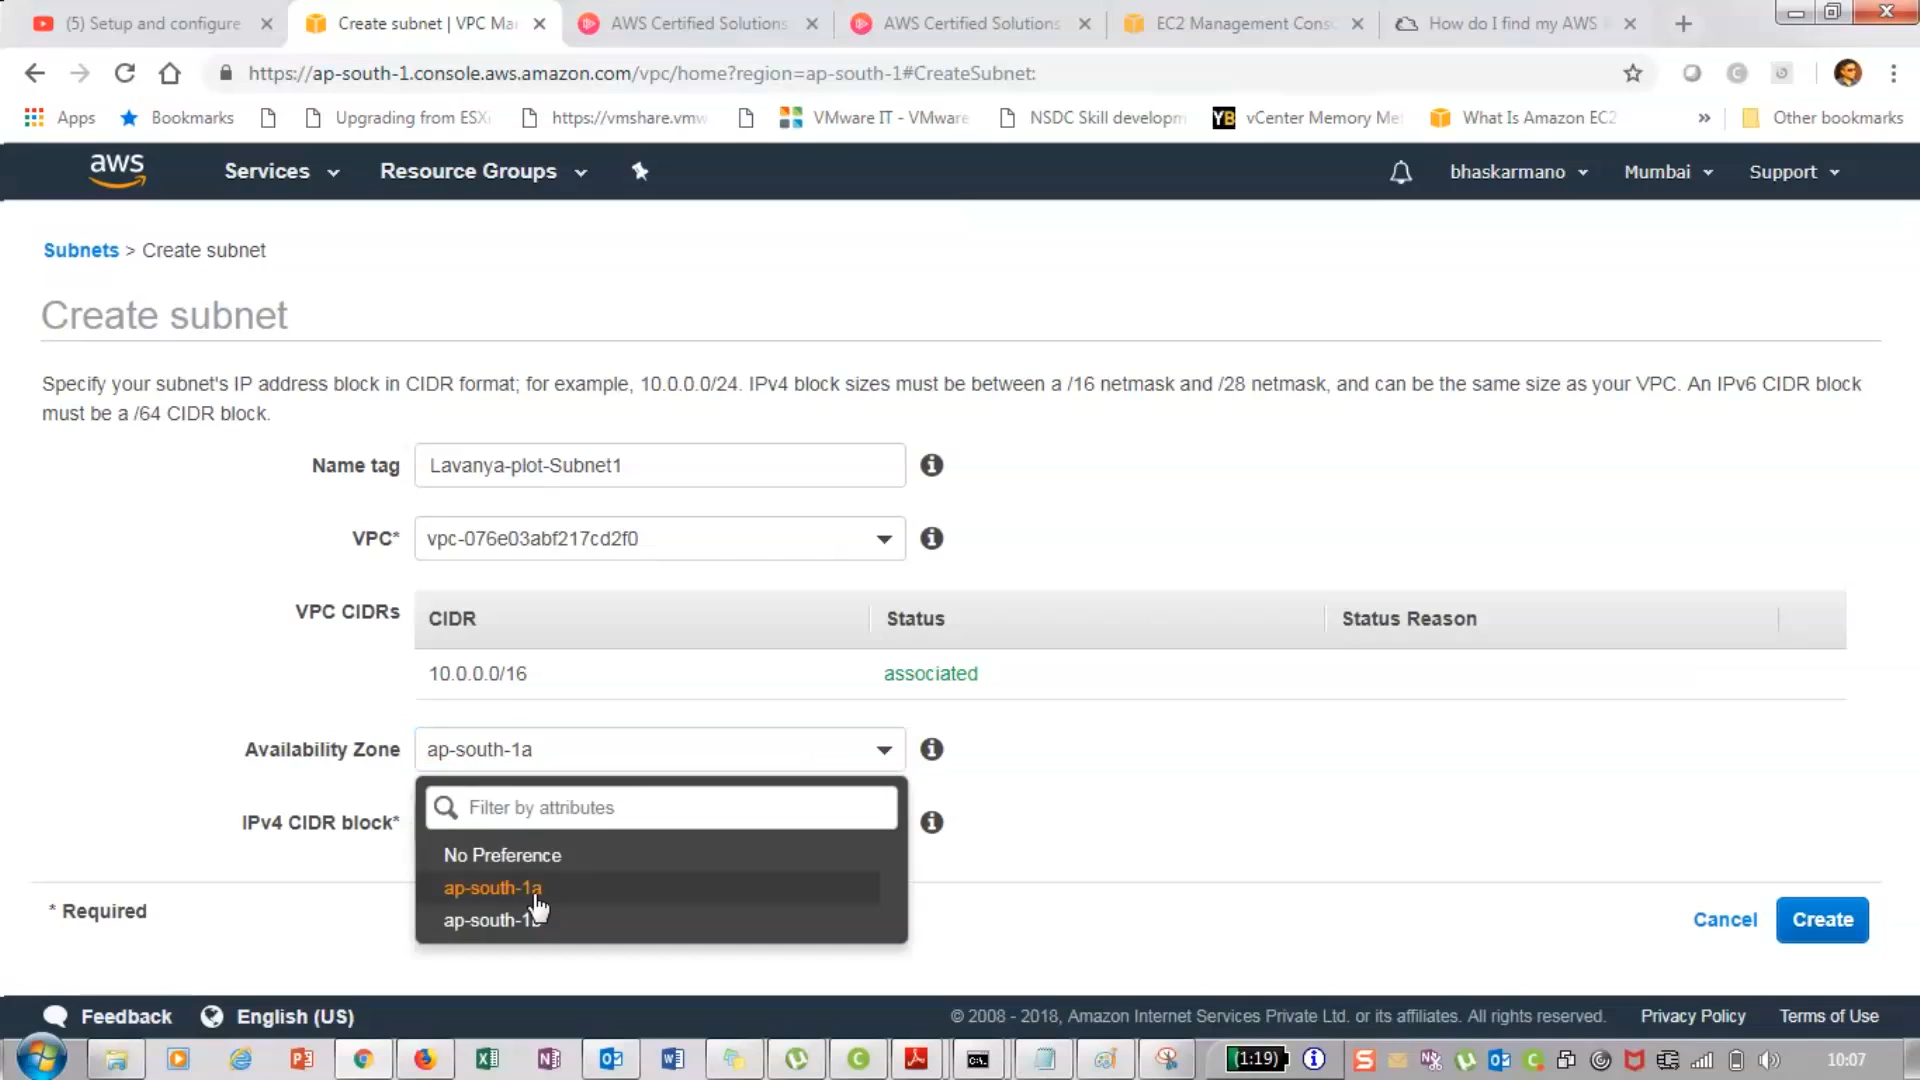 (5) Setup and configure
Create subnet | VPC Ma
AWS Certified Solutions
AWS Certified Solutions
EC2 Management Cons
How do I find my AWS
https://ap-south-1.console.aws.amazon.com/vpc/home?region=ap-south-1#CreateSubnet:
Apps
Bookmarks
Upgrading from ESXi
https://vmshare.vmw
VMware IT - VMware
NSDC Skill developm
YB
vCenter Memory Me
What Is Amazon EC2
»
Other bookmarks
aws
Services
Resource Groups
bhaskarmano
Mumbai
Support
Subnets > Create subnet
Create subnet
Specify your subnet's IP address block in CIDR format; for example, 10.0.0.0/24. IPv4 block sizes must be between a /16 netmask and /28 netmask, and can be the same size as your VPC. An IPv6 CIDR block
must be a /64 CIDR block.
Name tag
Lavanya-plot-Subnet1
VPC*
vpc-076e03abf217cd2f0
VPC CIDRs
CIDR
Status
Status Reason
10.0.0.0/16
associated
Availability Zone
ap-south-1a
Filter by attributes
IPv4 CIDR block*
No Preference
ap-south-1a
ap-south-1b
* Required
Cancel
Create
Feedback
English (US)
© 2008 - 2018, Amazon Internet Services Private Ltd. or its affiliates. All rights reserved.
Privacy Policy
Terms of Use
(1:19)
10:07